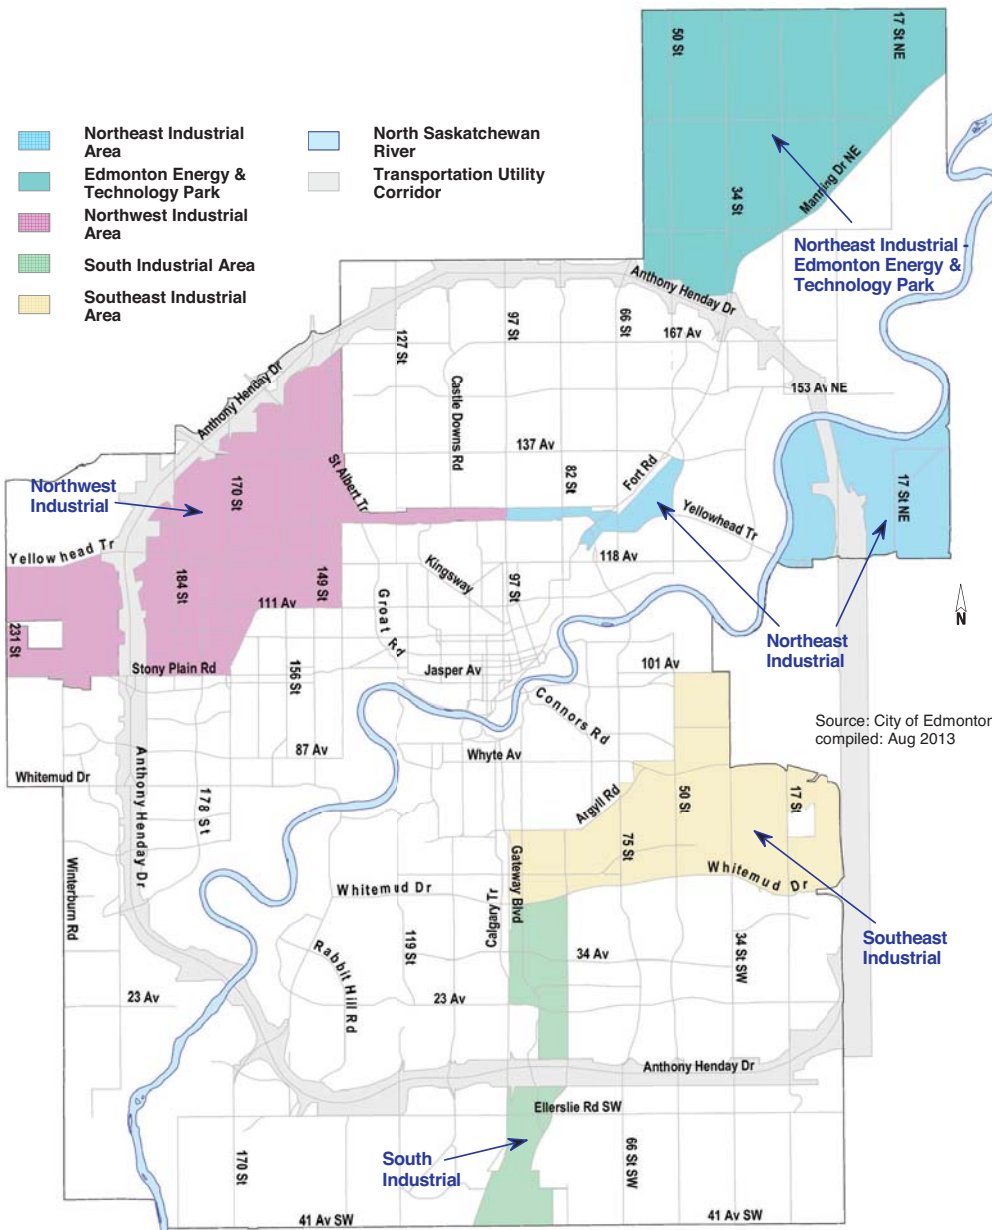 Northeast Industrial
Area
Edmonton Energy &
Technology Park
Northwest Industrial
Area
South Industrial Area
Southeast Industrial
Area
North Saskatchewan
River
Transportation Utility
Corridor
50 St
17 St NE
34 St
Manning Dr NE
Northeast Industrial -
Edmonton Energy &
Technology Park
Anthony Henday Dr
127 St
97 St
66 St
167 Av
Anthony Henday Dr
Castle Downs Rd
153 Av NE
137 Av
St Albert Tr
82 St
Fort Rd
Northwest
Industrial
170 St
17 St NE
Yellowhead Tr
Yellowhead Tr
118 Av
Kingsway
184 St
149 St
97 St
111 Av
Groat Rd
N
231 St
Northeast
Industrial
Stony Plain Rd
156 St
Jasper Av
101 Av
Connors Rd
Source: City of Edmonton
compiled: Aug 2013
87 Av
Whyte Av
Whitemud Dr
Anthony Henday Dr
178 St
Argyll Rd
50 St
17 St
75 St
Winterburn Rd
Whitemud Dr
Gateway Blvd
Whitemud Dr
Calgary Tr
119 St
Rabbit Hill Rd
34 Av
34 St SW
Southeast
Industrial
23 Av
23 Av
Anthony Henday Dr
Ellerslie Rd SW
170 St
South
Industrial
66 St SW
41 Av SW
41 Av SW